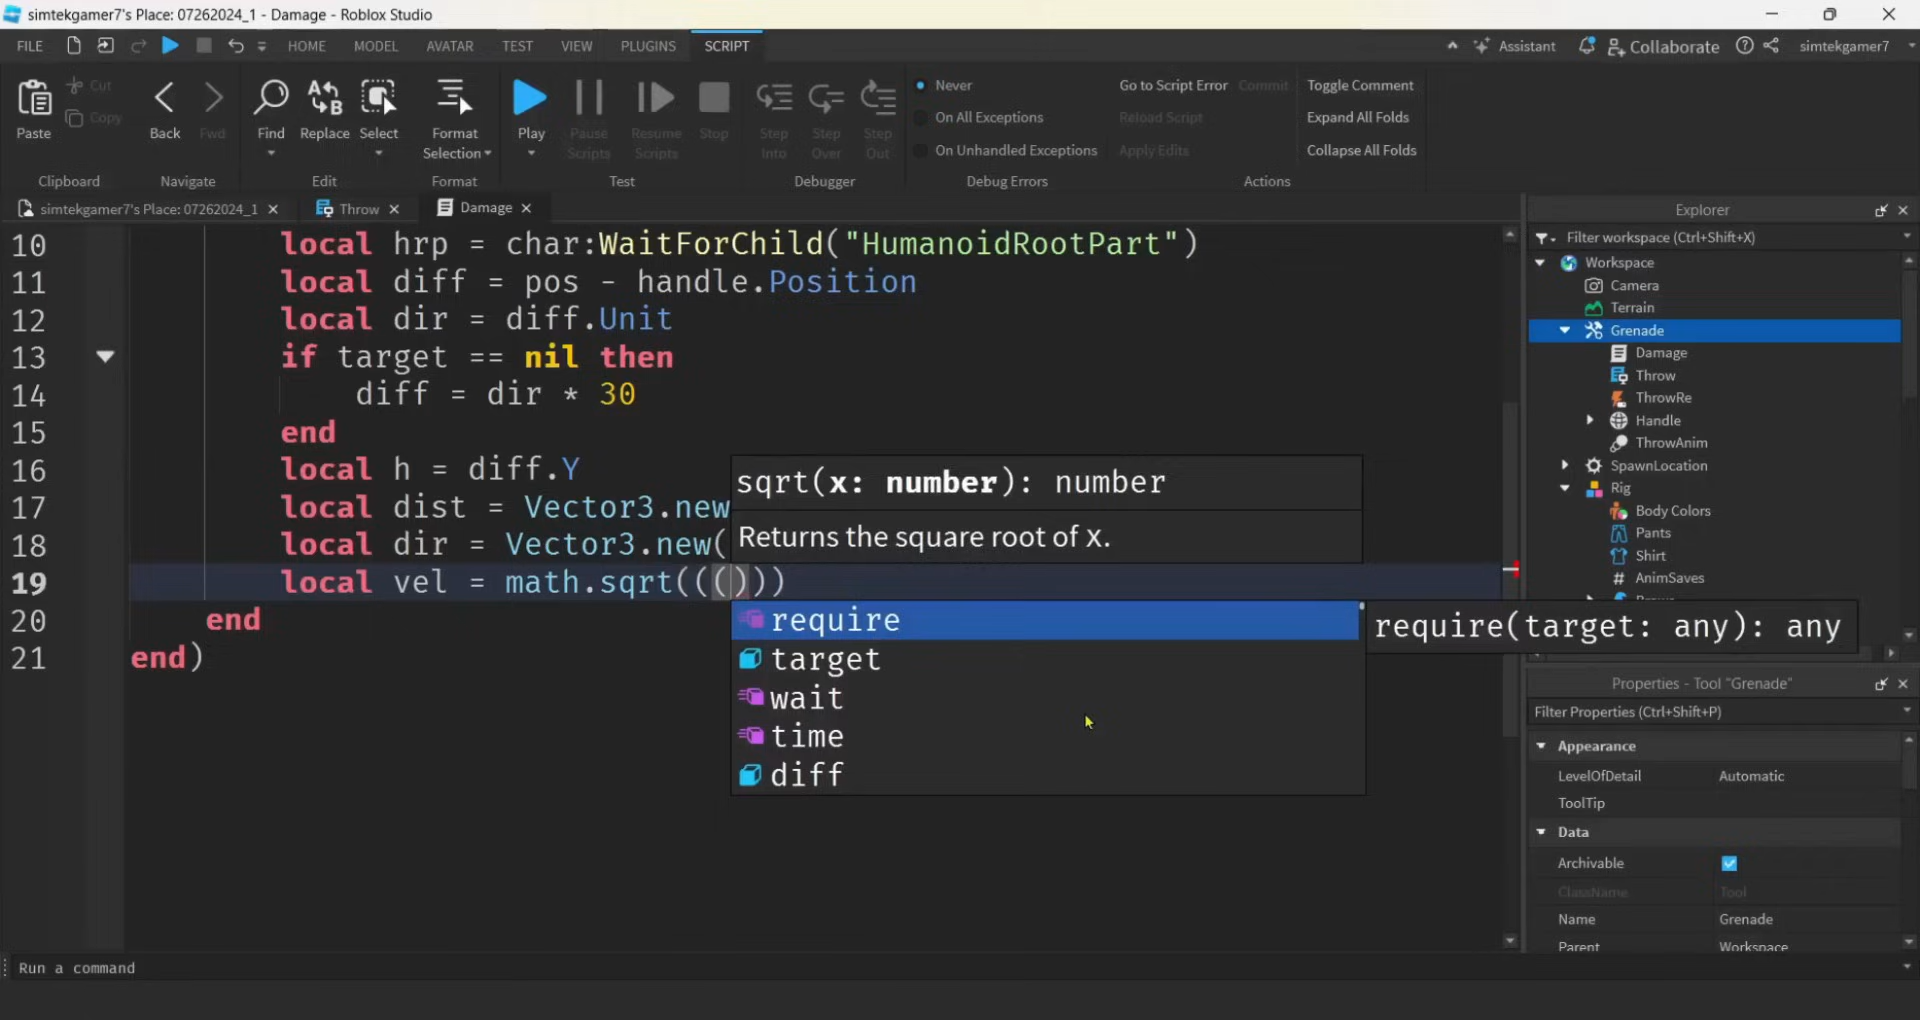 simtekgamer7's Place: 07262024_1 - Damage - Roblox Studio
FILE HOME MODEL AVATAR TEST VIEW PLUGINS SCRIPT Assistant Collaborate simtekgamer7
Paste Cut Copy Back Fwd Find Replace Select Format Selection Play Pause Scripts Resume Scripts Stop Step Into Step Over Step Out
Never Go to Script Error Commit Toggle Comment
On All Exceptions Reload Script Expand All Folds
On Unhandled Exceptions Apply Edits Collapse All Folds
Clipboard Navigate Edit Format Test Debugger Debug Errors Actions
simtekgamer7's Place: 07262024_1 Throw Damage
10 local hrp = char:WaitForChild("HumanoidRootPart")
11 local diff = pos - handle.Position
12 local dir = diff.Unit
13 if target == nil then
14 diff = dir * 30
15 end
16 local h = diff.Y
17 local dist = Vector3.new
18 local dir = Vector3.new(
19 local vel = math.sqrt(((()))
20 end
21 end)
sqrt(x: number): number
Returns the square root of x.
require
target
wait
time
diff
require(target: any): any
Explorer
Filter workspace (Ctrl+Shift+X)
Workspace
Camera
Terrain
Grenade
Damage
Throw
ThrowRe
Handle
ThrowAnim
SpawnLocation
Rig
Body Colors
Pants
Shirt
AnimSaves
Properties - Tool "Grenade"
Filter Properties (Ctrl+Shift+P)
Appearance
LevelOfDetail Automatic
ToolTip
Data
Archivable
ClassName Tool
Name Grenade
Parent Workspace
Run a command